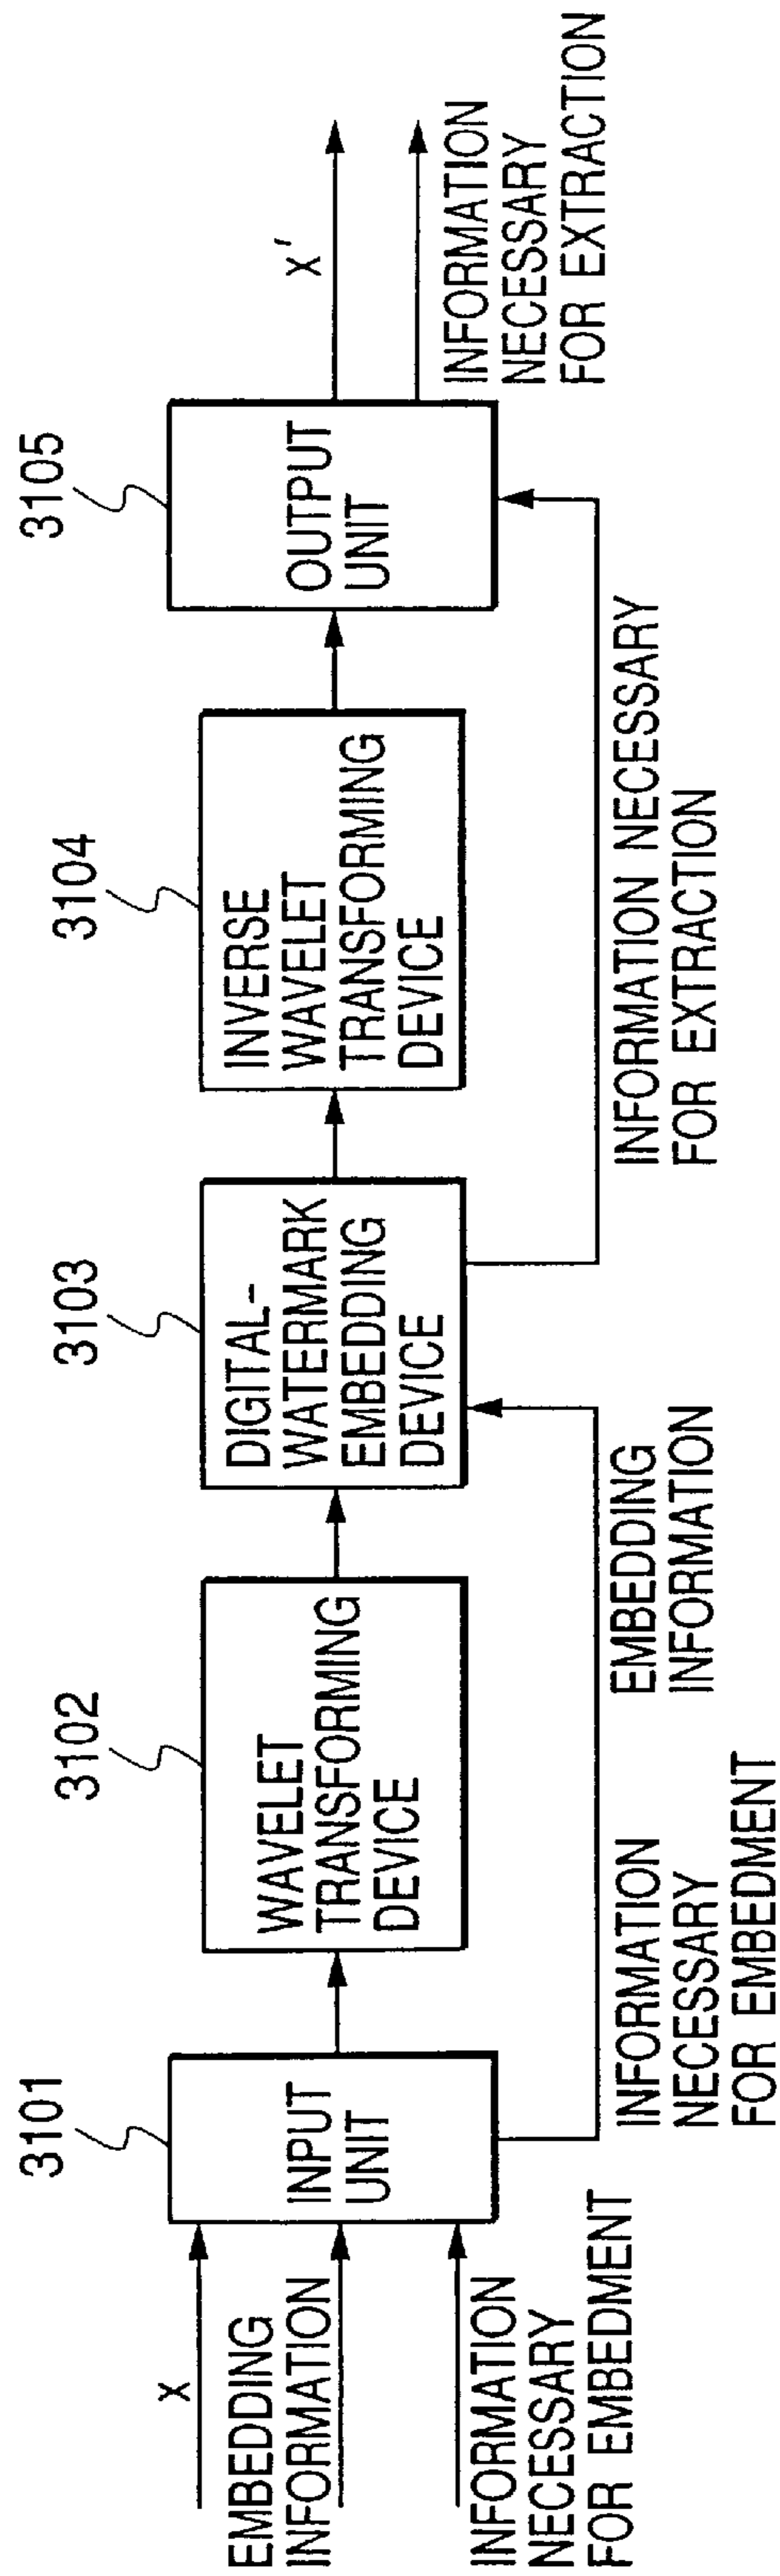 3101
3102
3103
3104
3105
X
EMBEDDING
INFORMATION
INFORMATION
NECESSARY
FOR EMBEDMENT
INPUT
UNIT
WAVELET
TRANSFORMING
DEVICE
DIGITAL-
WATERMARK
EMBEDDING
DEVICE
INVERSE
WAVELET
TRANSFORMING
DEVICE
OUTPUT
UNIT
X'
INFORMATION
NECESSARY
FOR EXTRACTION
INFORMATION
NECESSARY
FOR EMBEDMENT
EMBEDDING
INFORMATION
INFORMATION NECESSARY
FOR EXTRACTION